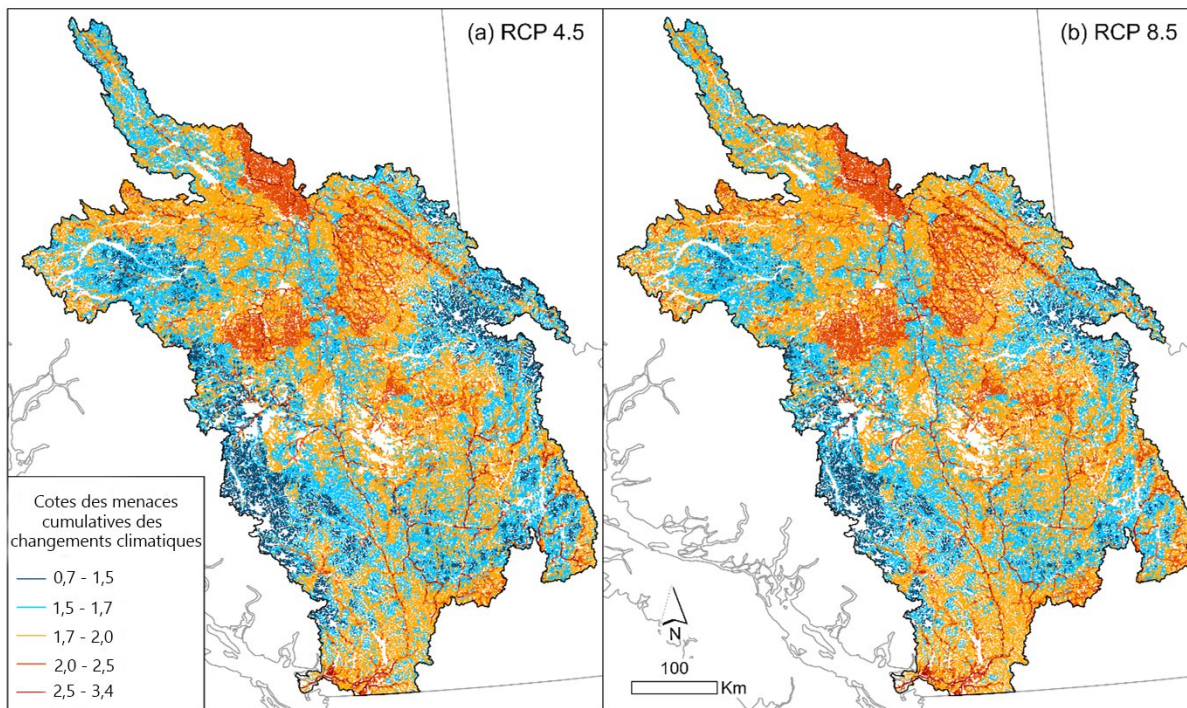 (a) RCP 4.5
(b) RCP 8.5
Cotes des menaces
cumulatives des
changements climatiques
0,7 - 1,5
1,5 - 1,7
1,7 - 2,0
2,0 - 2,5
2,5 - 3,4
N
100
Km